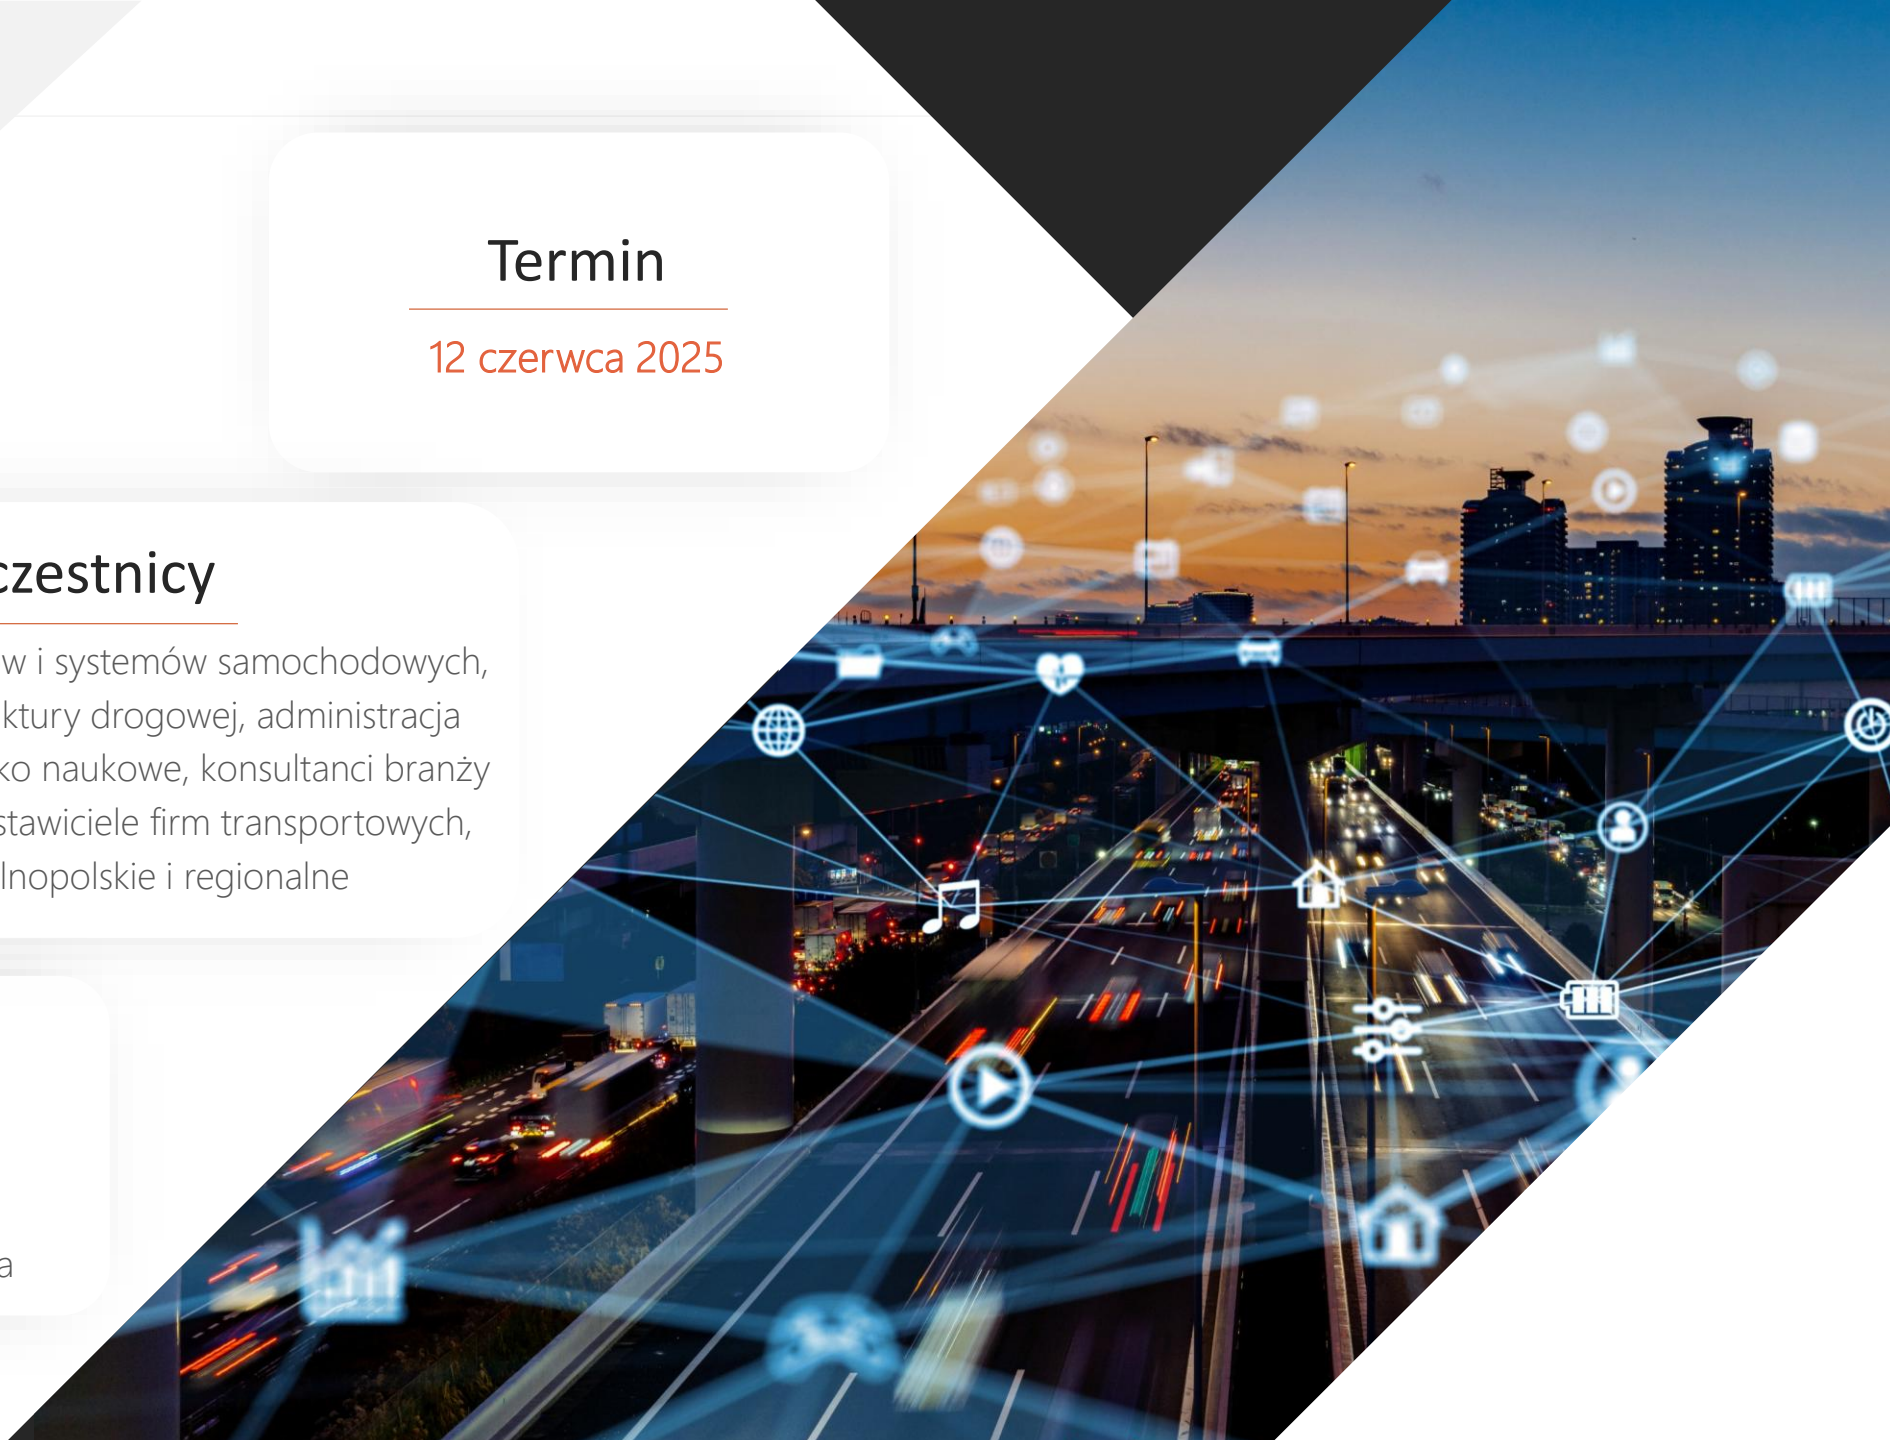 Termin
12 czerwca 2025
czestnicy
w i systemów samochodowych,
ktury drogowej, administracja
ko naukowe, konsultanci branży
stawiciele firm transportowych,
lnopolskie i regionalne
a